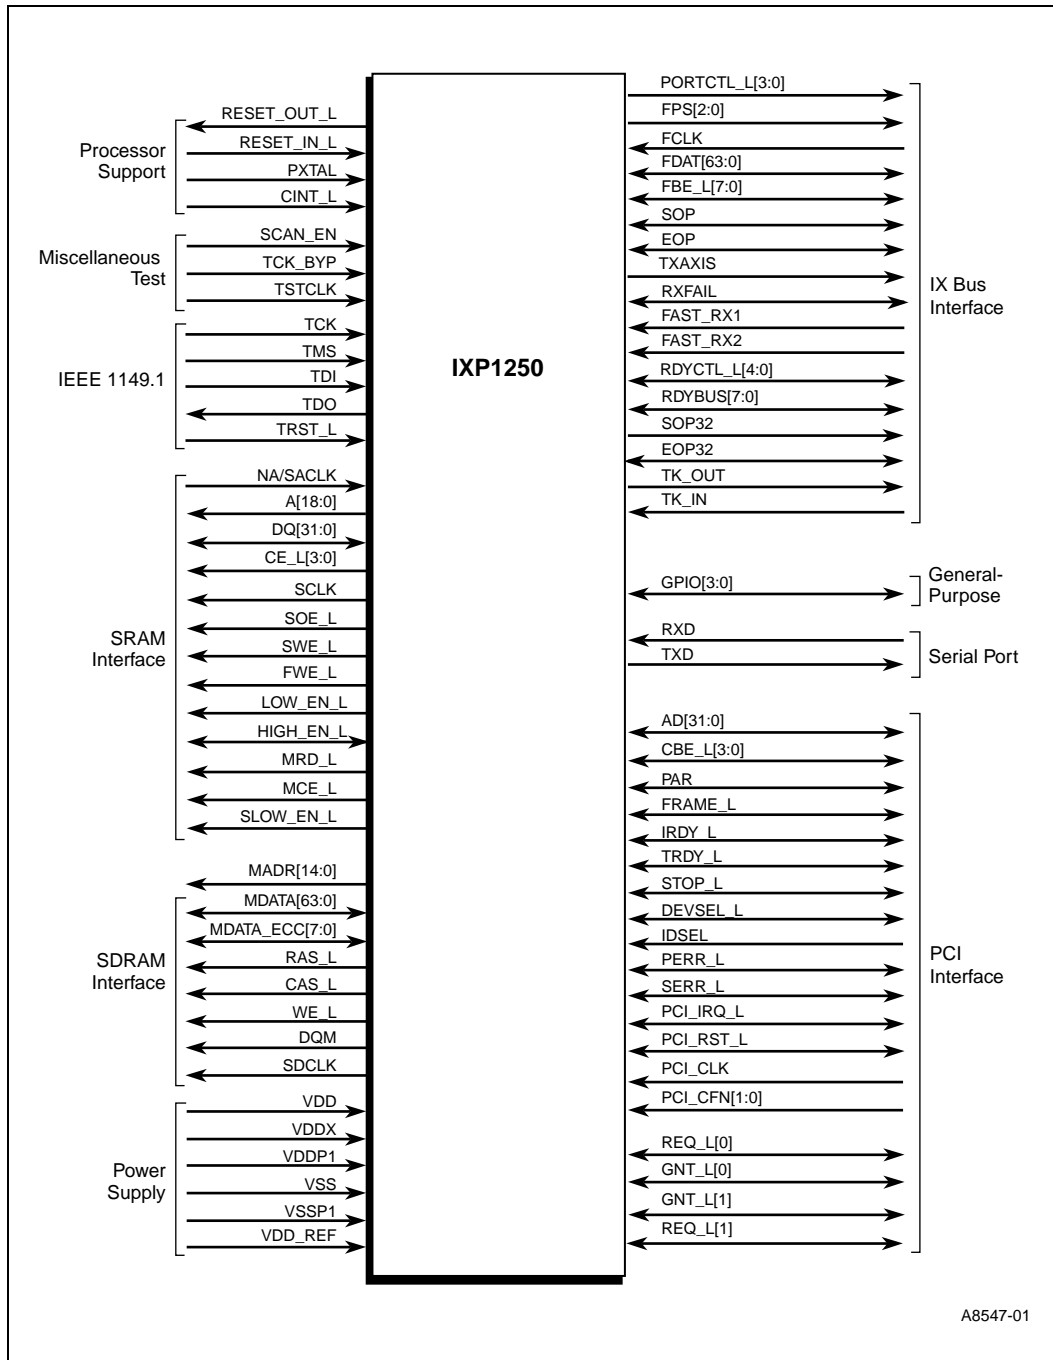 RESET_OUT_L
RESET_IN_L
PXTAL
CINT_L
Processor
Support
SCAN_EN
TCK_BYP
TSTCLK
Miscellaneous
Test
TCK
TMS
TDI
TDO
TRST_L
IEEE 1149.1
NA/SACLK
A[18:0]
DQ[31:0]
CE_L[3:0]
SCLK
SOE_L
SWE_L
FWE_L
LOW_EN_L
HIGH_EN_L
MRD_L
MCE_L
SLOW_EN_L
SRAM
Interface
MADR[14:0]
MDATA[63:0]
MDATA_ECC[7:0]
RAS_L
CAS_L
WE_L
DQM
SDCLK
SDRAM
Interface
VDD
VDDX
VDDP1
VSS
VSSP1
VDD_REF
Power
Supply
IXP1250
PORTCTL_L[3:0]
FPS[2:0]
FCLK
FDAT[63:0]
FBE_L[7:0]
SOP
EOP
TXAXIS
RXFAIL
FAST_RX1
FAST_RX2
RDYCTL_L[4:0]
RDYBUS[7:0]
SOP32
EOP32
TK_OUT
TK_IN
IX Bus
Interface
GPIO[3:0]
General-
Purpose
RXD
TXD
Serial Port
AD[31:0]
CBE_L[3:0]
PAR
FRAME_L
IRDY_L
TRDY_L
STOP_L
DEVSEL_L
IDSEL
PERR_L
SERR_L
PCI_IRQ_L
PCI_RST_L
PCI_CLK
PCI_CFN[1:0]
REQ_L[0]
GNT_L[0]
GNT_L[1]
REQ_L[1]
PCI
Interface
A8547-01